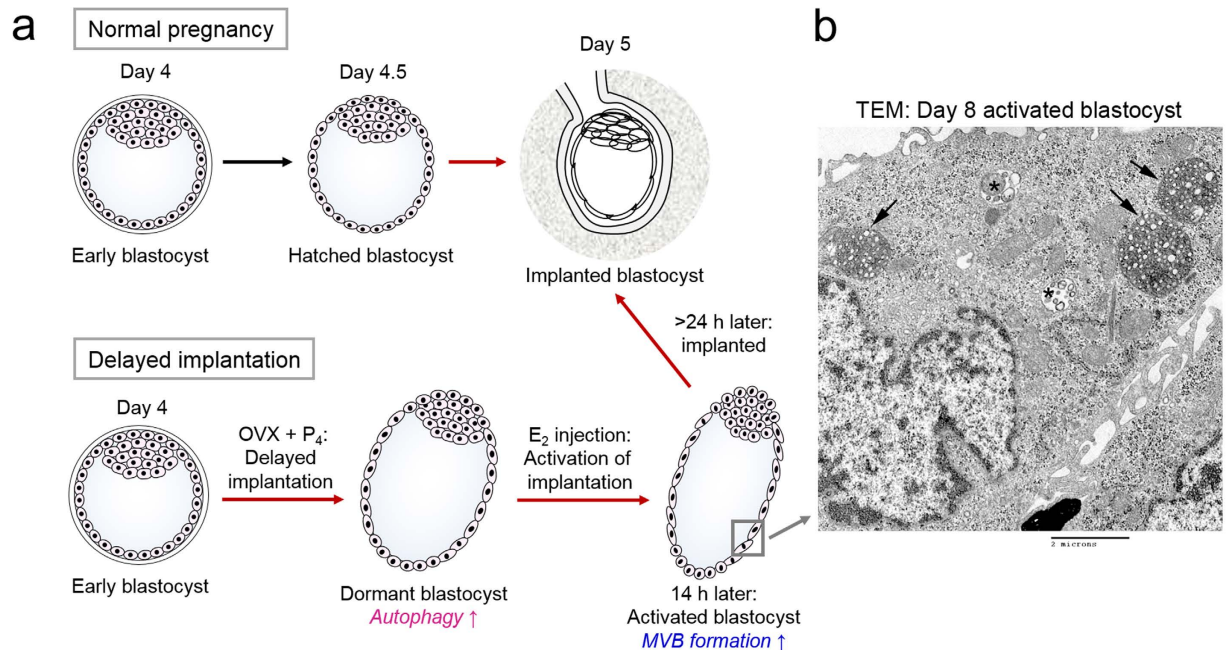 a
Normal pregnancy
Day 4
Day 4.5
Day 5
Early blastocyst
Hatched blastocyst
Implanted blastocyst
>24 h later:
implanted
Delayed implantation
Day 4
OVX + P₄:
Delayed
implantation
E₂ injection:
Activation of
implantation
Early blastocyst
Dormant blastocyst
Autophagy ↑
14 h later:
Activated blastocyst
MVB formation ↑
b
TEM: Day 8 activated blastocyst
*
*
2 microns